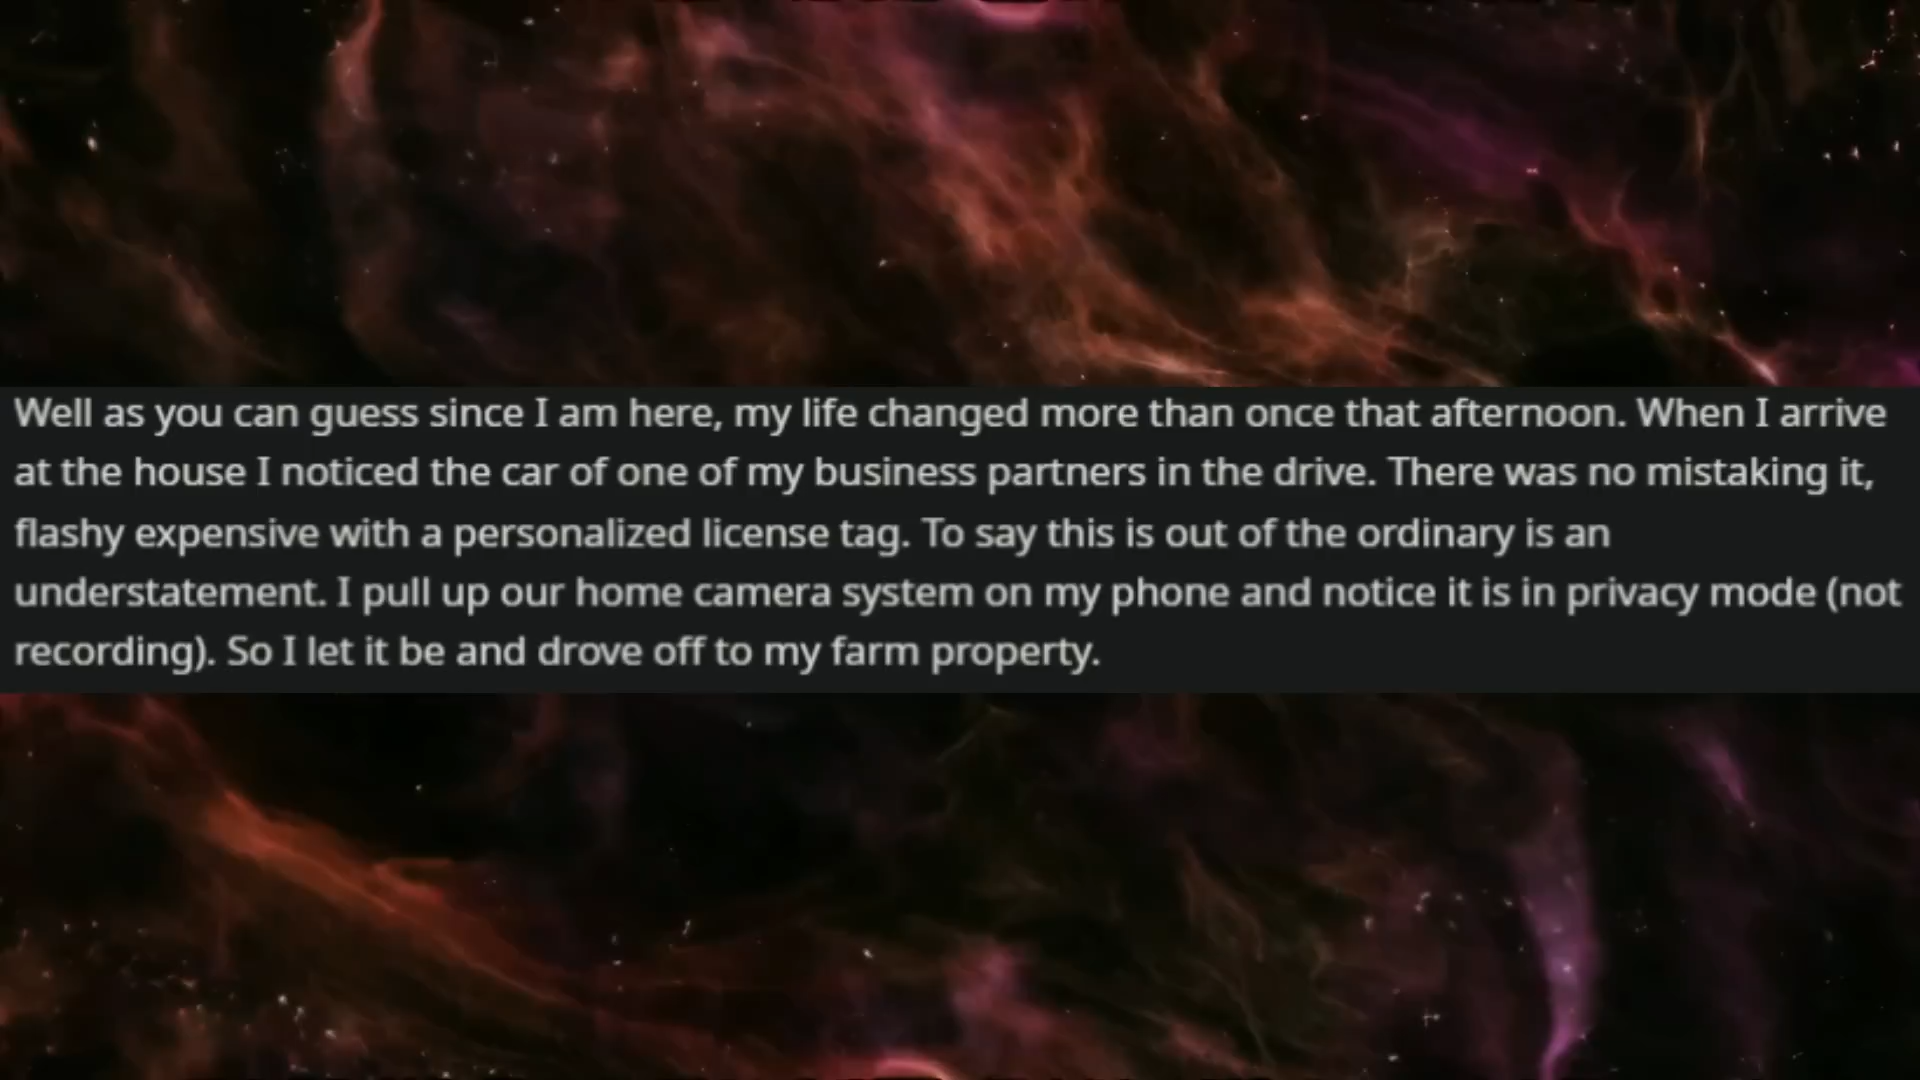 Well as you can guess since I am here, my life changed more than once that afternoon. When I arrive
at the house I noticed the car of one of my business partners in the drive. There was no mistaking it,
flashy expensive with a personalized license tag. To say this is out of the ordinary is an
understatement. I pull up our home camera system on my phone and notice it is in privacy mode (not
recording). So I let it be and drove off to my farm property.